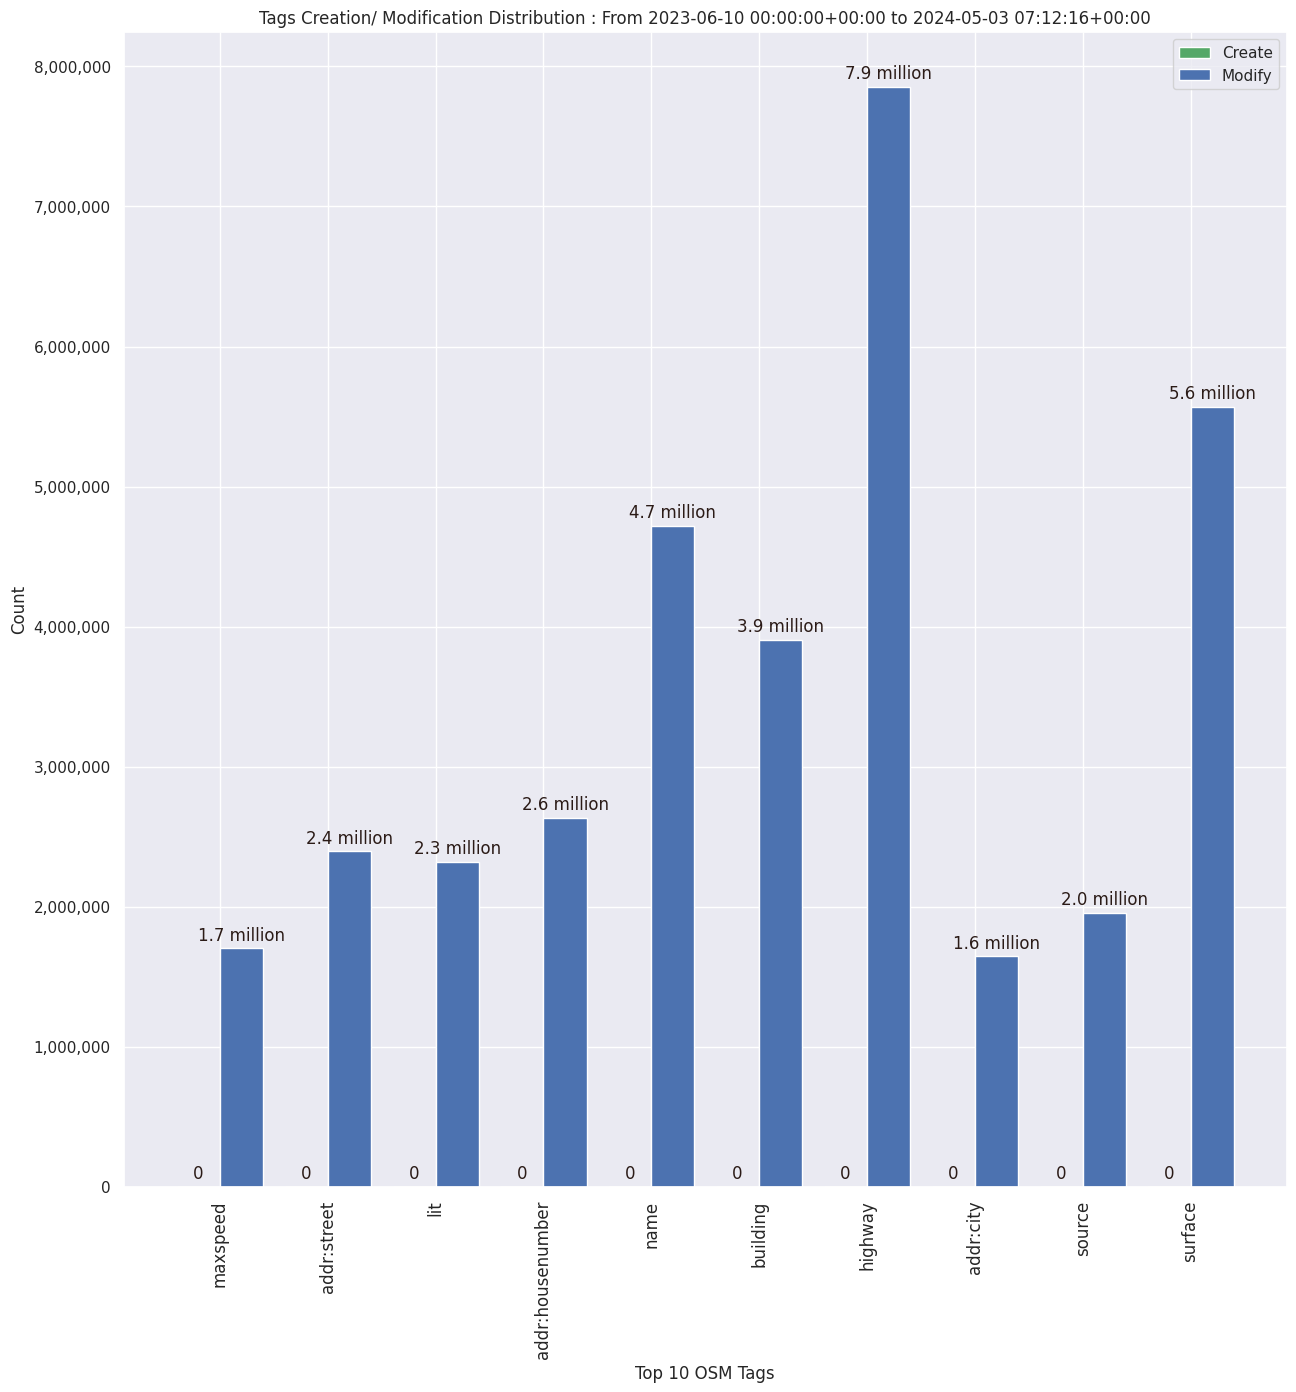 Tags Creation/ Modification Distribution : From 2023-06-10 00:00:00+00:00 to 2024-05-03 07:12:16+00:00
Create
Modify
8,000,000
7,000,000
6,000,000
5,000,000
4,000,000
3,000,000
2,000,000
1,000,000
0
Count
1.7 million
2.4 million
2.3 million
2.6 million
4.7 million
3.9 million
7.9 million
1.6 million
2.0 million
5.6 million
0
0
0
0
0
0
0
0
0
0
maxspeed
addr:street
lit
addr:housenumber
name
building
highway
addr:city
source
surface
Top 10 OSM Tags